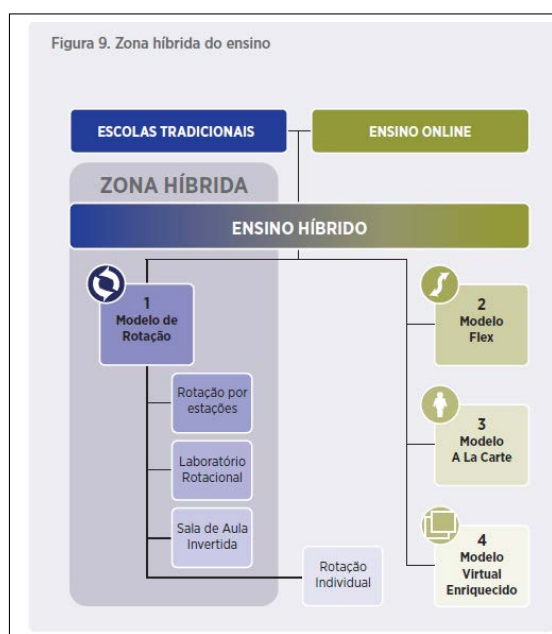 Figura 9. Zona híbrida do ensino
ESCOLAS TRADICIONAIS
ENSINO ONLINE
ZONA HÍBRIDA
ENSINO HÍBRIDO
1
Modelo de
Rotação
Rotação por
estações
Laboratório
Rotacional
Sala de Aula
Invertida
Rotação
Individual
2
Modelo
Flex
3
Modelo
A La Carte
4
Modelo
Virtual
Enriquecido